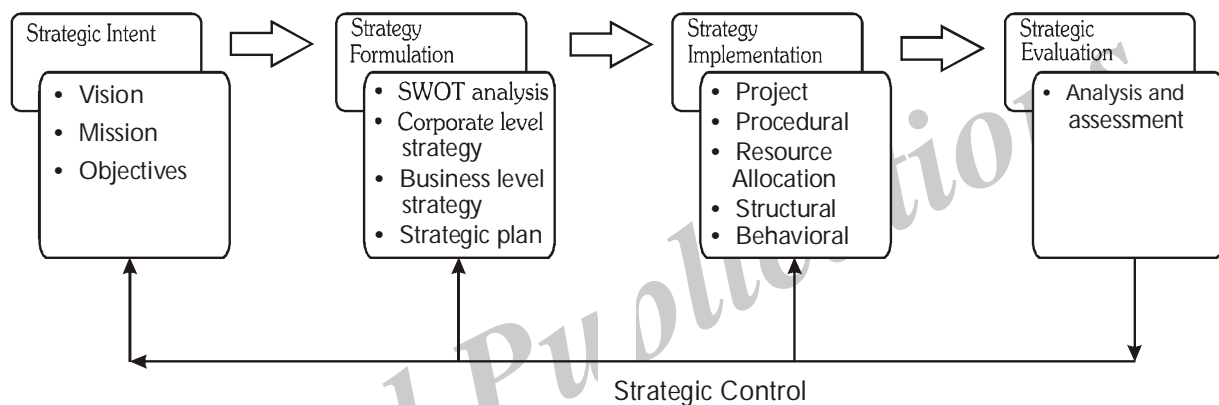 Strategic Intent
• Vision
• Mission
• Objectives
Strategy
Formulation
• SWOT analysis
• Corporate level
strategy
• Business level
strategy
• Strategic plan
Strategy
Implementation
• Project
• Procedural
• Resource
Allocation
• Structural
• Behavioral
Strategic
Evaluation
• Analysis and
assessment
Strategic Control